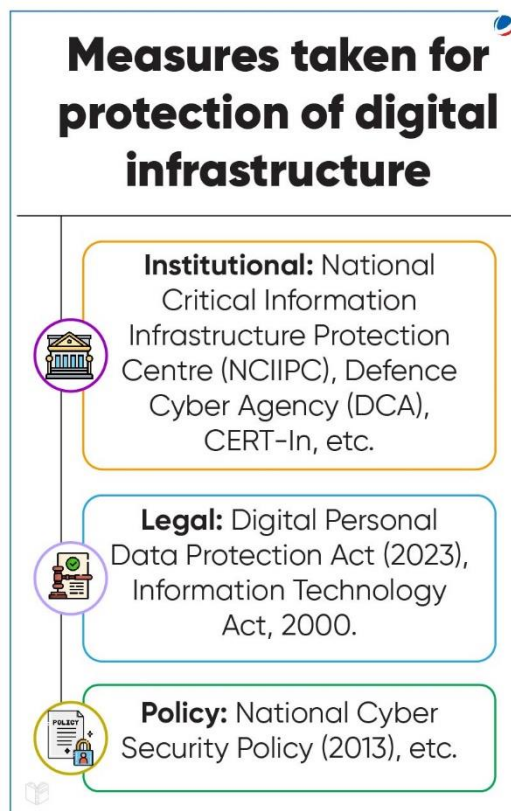 Measures taken for
protection of digital
infrastructure
Institutional: National
Critical Information
Infrastructure Protection
Centre (NCIIPC), Defence
Cyber Agency (DCA),
CERT-In, etc.
Legal: Digital Personal
Data Protection Act (2023),
Information Technology
Act, 2000.
POLICY
Policy: National Cyber
Security Policy (2013), etc.